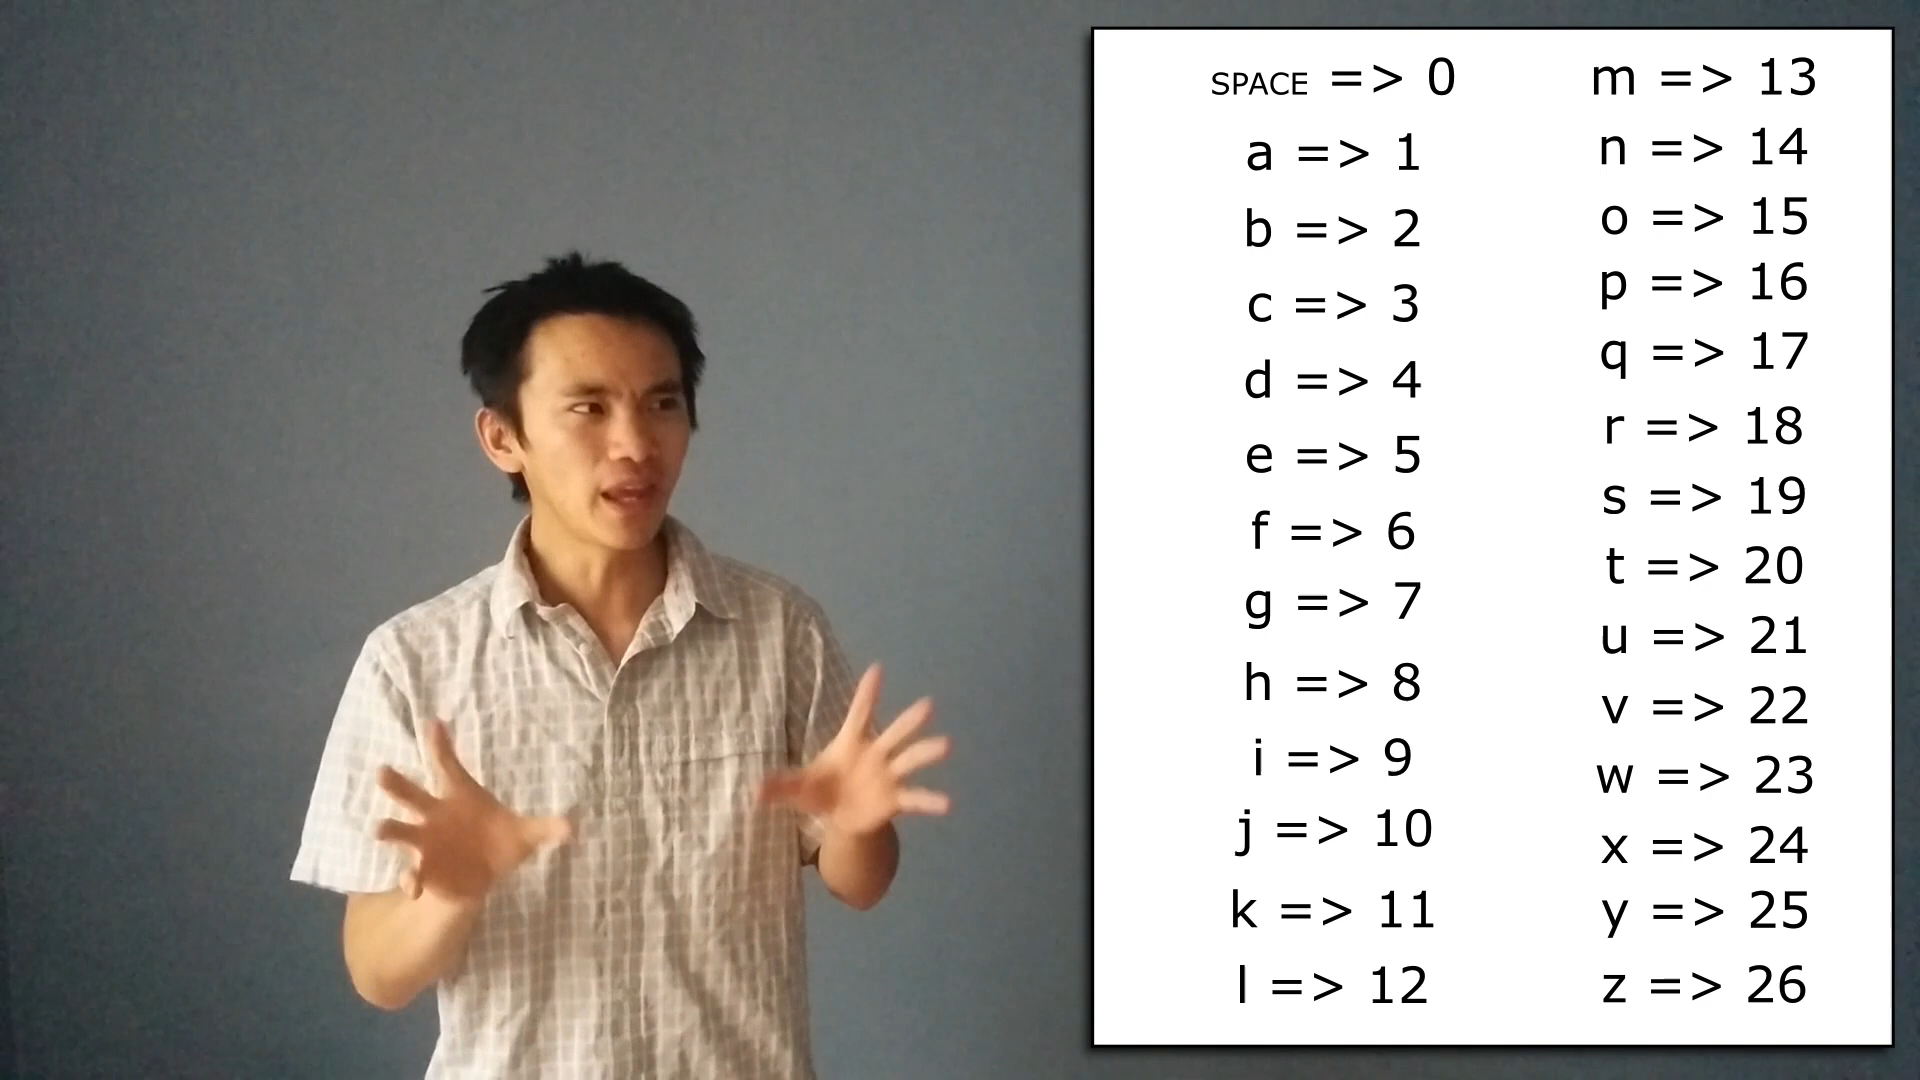 SPACE => 0
a => 1
b => 2
c => 3
d => 4
e => 5
f => 6
g => 7
h => 8
i => 9
j => 10
k => 11
l => 12
m => 13
n => 14
o => 15
p => 16
q => 17
r => 18
s => 19
t => 20
u => 21
v => 22
w => 23
x => 24
y => 25
z => 26